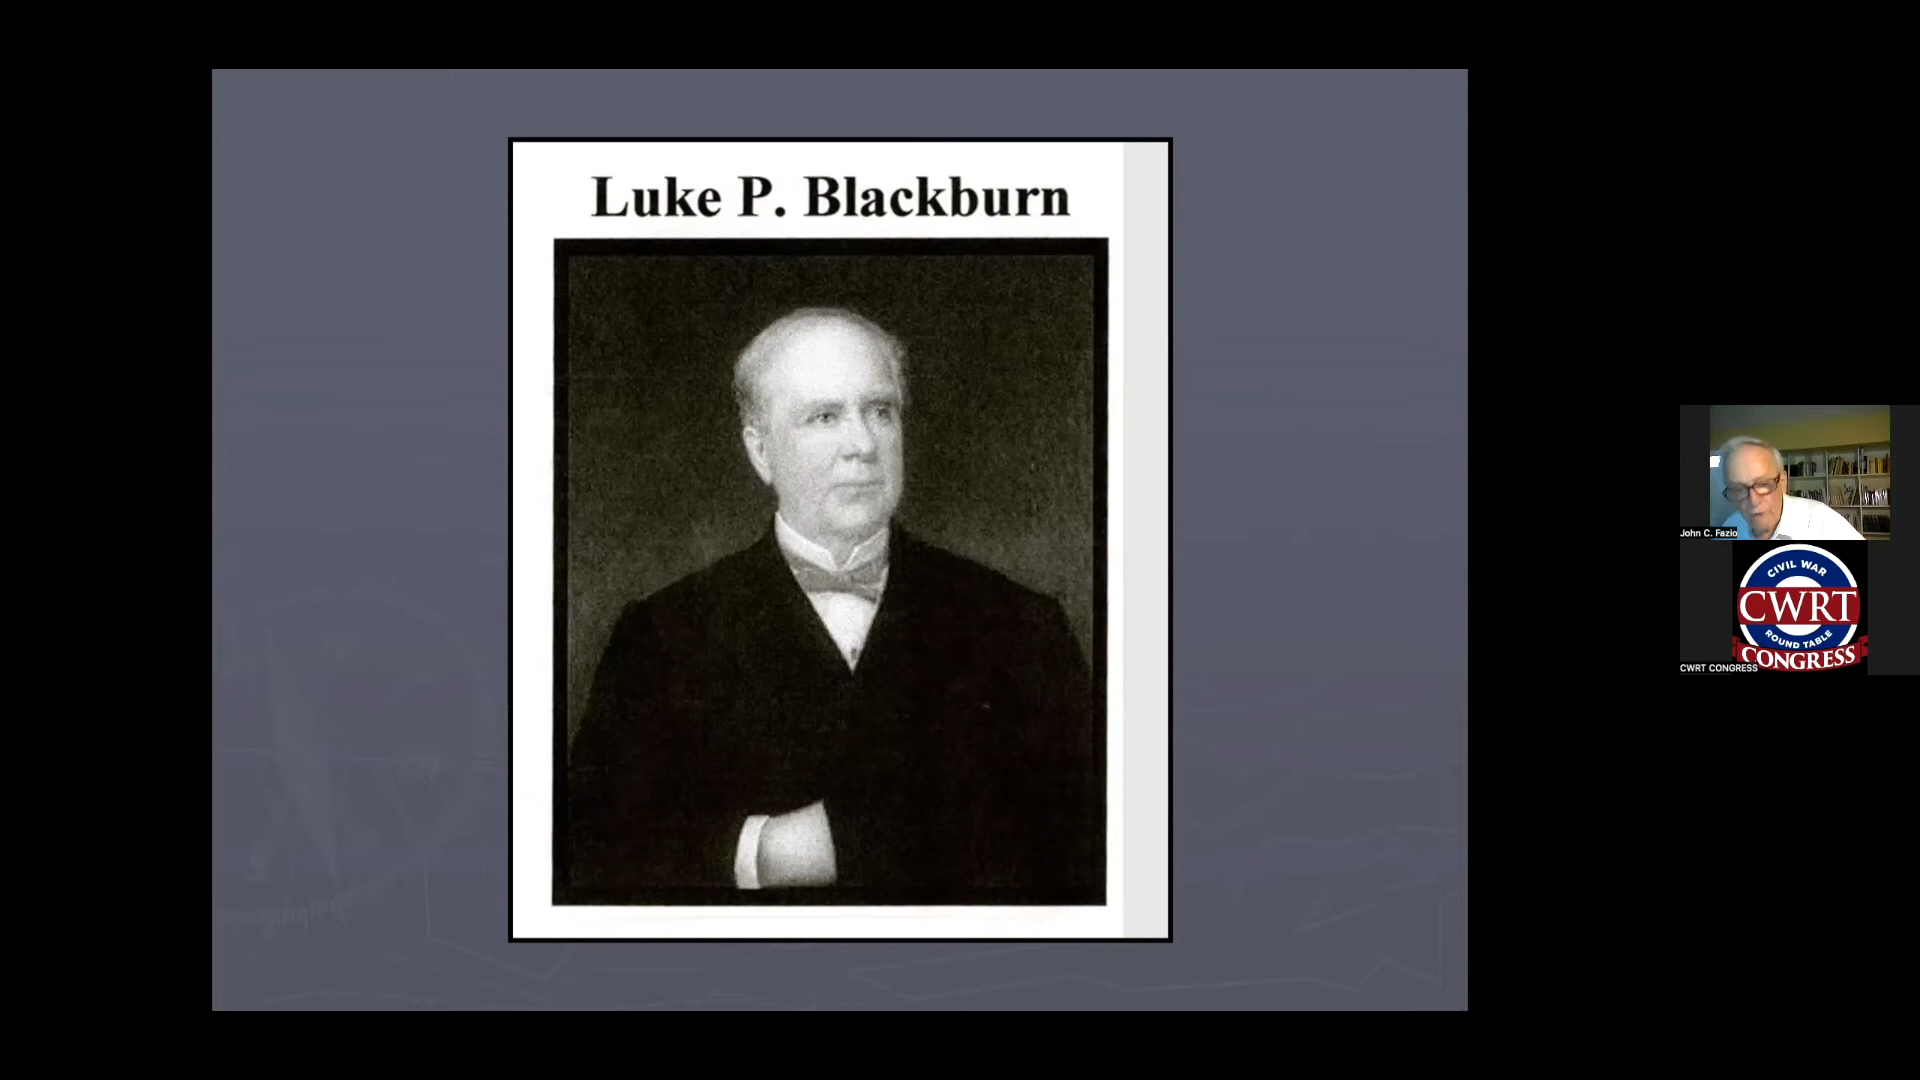 Luke P. Blackburn
John C. Fazio
CIVIL WAR
CWRT
ROUND TABLE
CONGRESS
CWRT CONGRESS